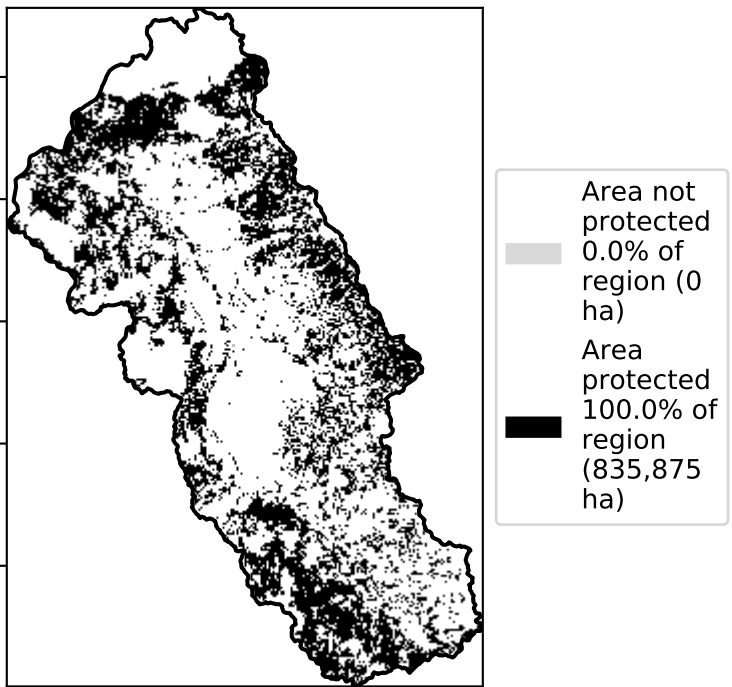 Area not
protected
0.0% of
region (0
ha)
Area
protected
100.0% of
region
(835,875
ha)